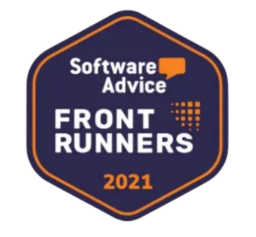 Software
Advice
FRONT
RUNNERS
2021